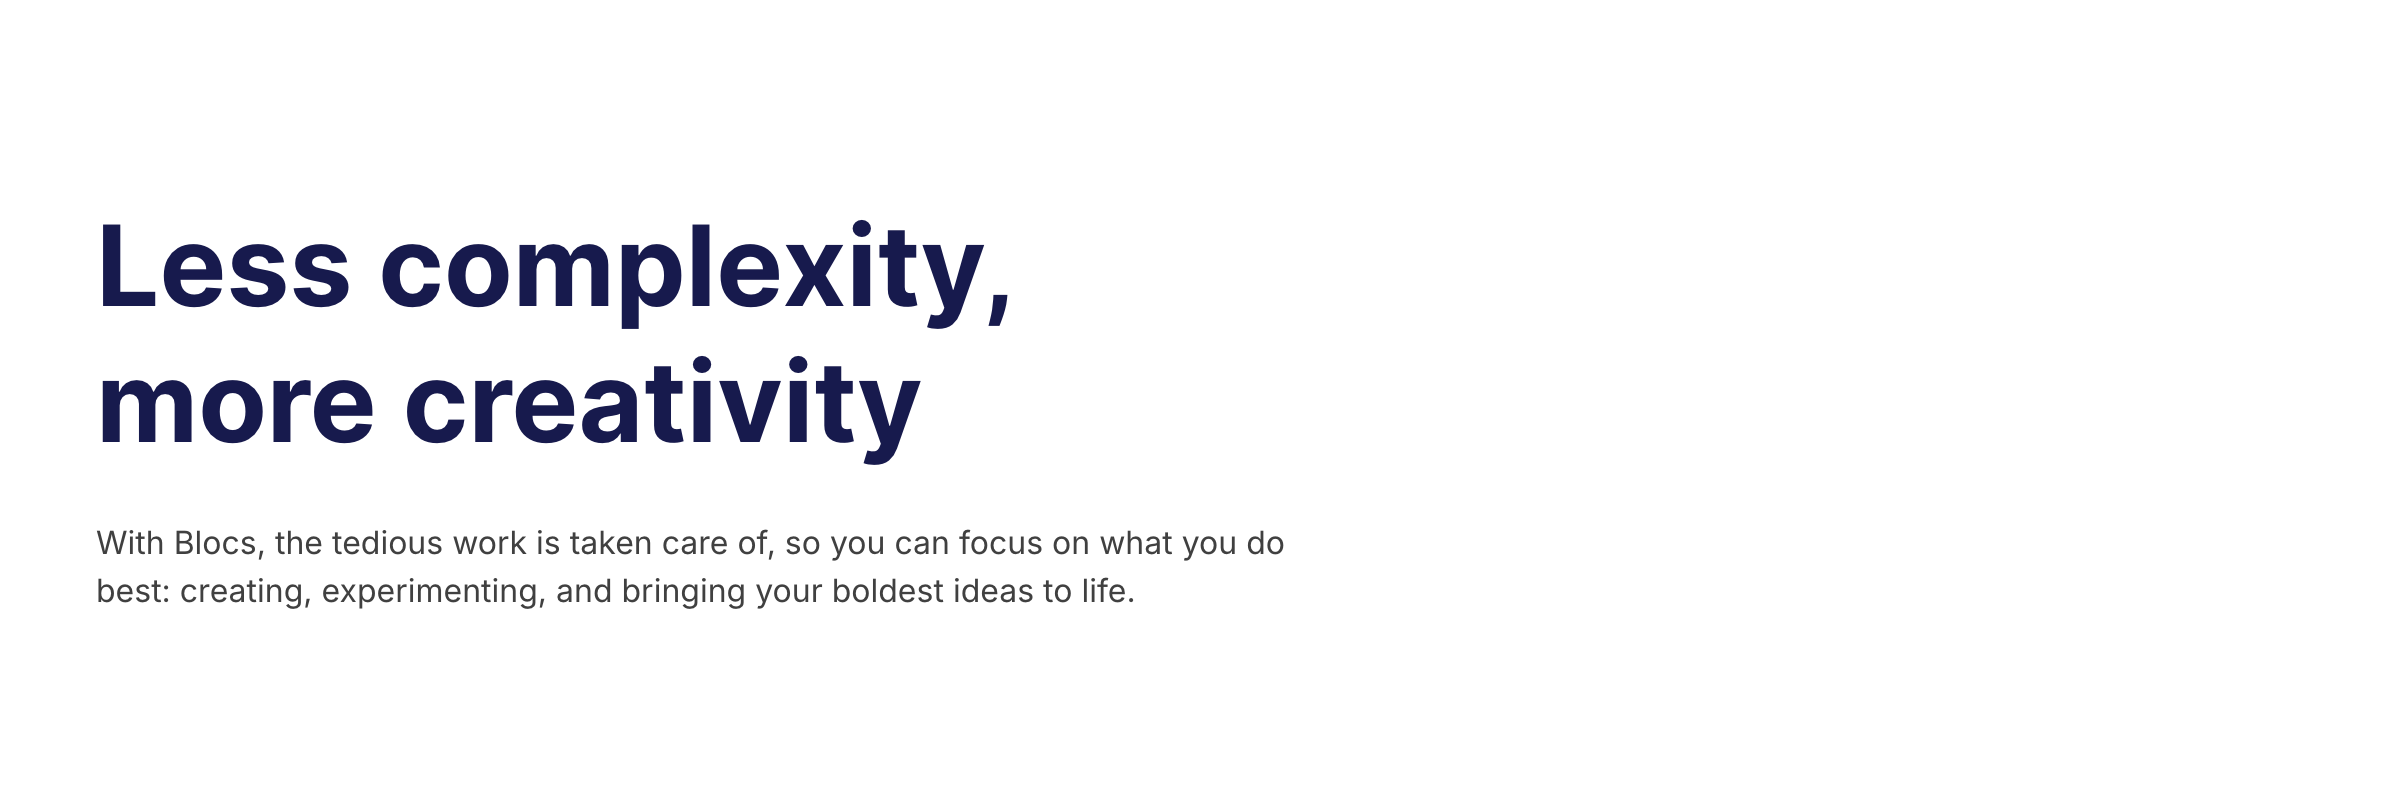 Less complexity,
more creativity
With Blocs, the tedious work is taken care of, so you can focus on what you do
best: creating, experimenting, and bringing your boldest ideas to life.